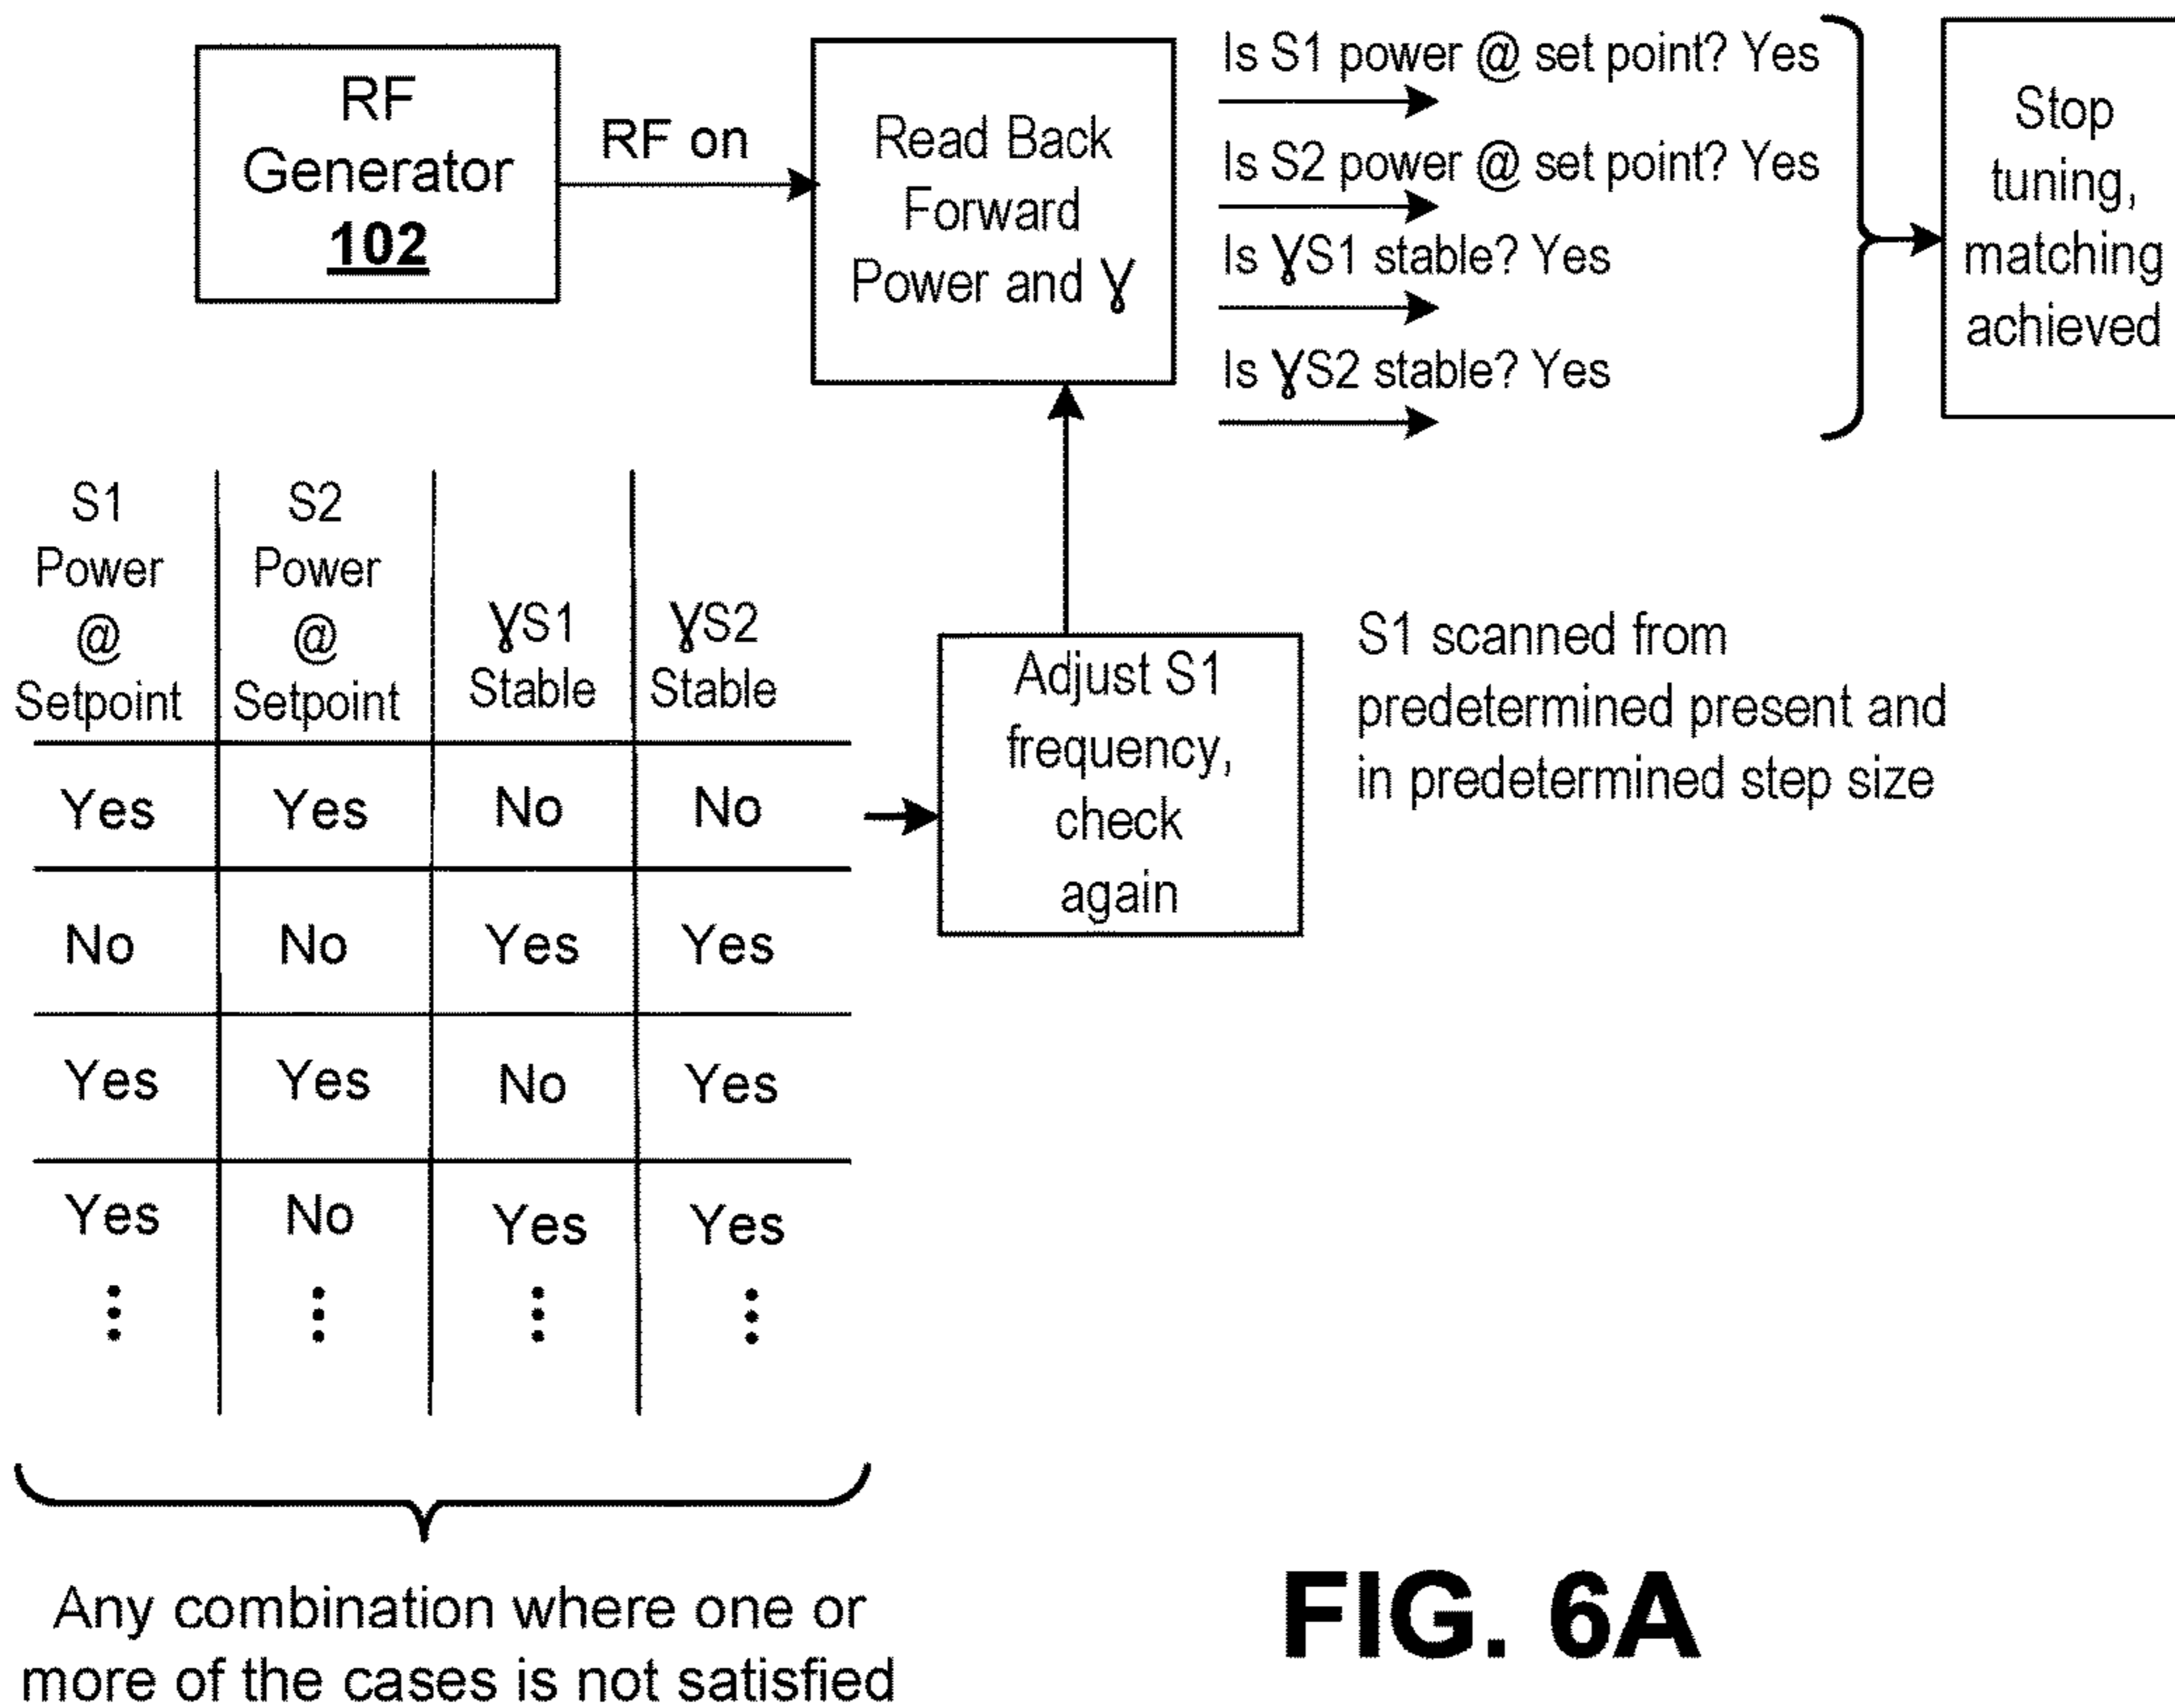 RF
Generator
102
RF on
Read Back
Forward
Power and Ɣ
Is S1 power @ set point? Yes
Is S2 power @ set point? Yes
Is ƔS1 stable? Yes
Is ƔS2 stable? Yes
Stop
tuning,
matching
achieved
S1
Power
@
Setpoint
S2
Power
@
Setpoint
ƔS1
Stable
ƔS2
Stable
Yes Yes No No
No No Yes Yes
Yes Yes No Yes
Yes No Yes Yes
Adjust S1
frequency,
check
again
S1 scanned from
predetermined present and
in predetermined step size
Any combination where one or
more of the cases is not satisfied
FIG. 6A